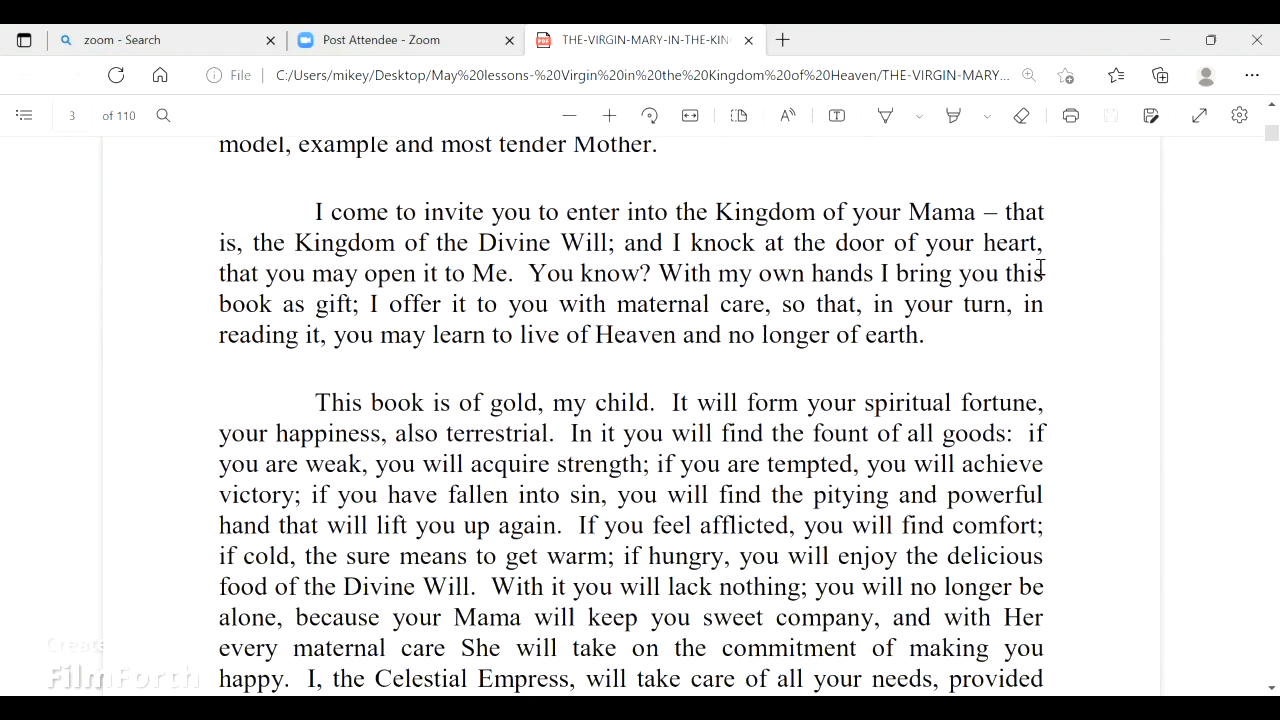 zoom - Search
Post Attendee - Zoom
THE-VIRGIN-MARY-IN-THE-KIN
File
C:/Users/mikey/Desktop/May%20lessons-%20Virgin%20in%20the%20Kingdom%20of%20Heaven/THE-VIRGIN-MARY...
3 of 110
model, example and most tender Mother.
I come to invite you to enter into the Kingdom of your Mama – that
is, the Kingdom of the Divine Will; and I knock at the door of your heart,
that you may open it to Me. You know? With my own hands I bring you this
book as gift; I offer it to you with maternal care, so that, in your turn, in
reading it, you may learn to live of Heaven and no longer of earth.
This book is of gold, my child. It will form your spiritual fortune,
your happiness, also terrestrial. In it you will find the fount of all goods: if
you are weak, you will acquire strength; if you are tempted, you will achieve
victory; if you have fallen into sin, you will find the pitying and powerful
hand that will lift you up again. If you feel afflicted, you will find comfort;
if cold, the sure means to get warm; if hungry, you will enjoy the delicious
food of the Divine Will. With it you will lack nothing; you will no longer be
alone, because your Mama will keep you sweet company, and with Her
every maternal care She will take on the commitment of making you
happy. I, the Celestial Empress, will take care of all your needs, provided
FilmForth